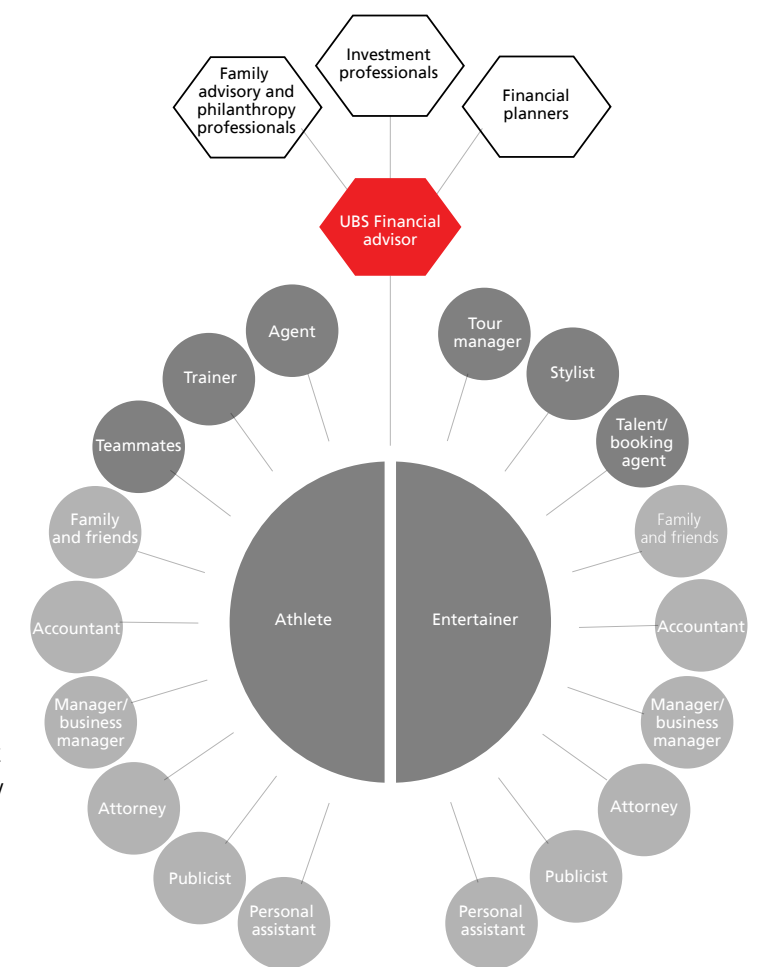 Investment
professionals
Family
advisory and
philanthropy
professionals
Financial
planners
UBS Financial
advisor
Agent
Tour
manager
Trainer
Stylist
Teammates
Talent/
booking
agent
Family
and friends
Family
and friends
Accountant
Accountant
Athlete
Entertainer
Manager/
business
manager
Manager/
business
manager
Attorney
Attorney
Publicist
Publicist
Personal
assistant
Personal
assistant